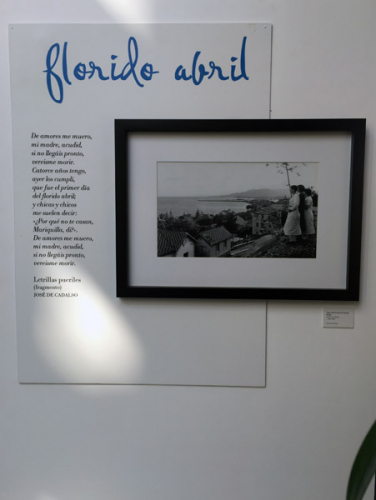 florido abril
De amores me muero,
mi madre, acudid,
si no llegáis pronto,
vereisme morir.
Catorce años tengo,
ayer los cumplí,
que fue el primer día
del florido abril;
y chicos y chicas
me suelen decir:
«¿Por qué no te casan,
Mariquilla, di?».
De amores me muero,
mi madre, acudid,
si no llegáis pronto,
vereisme morir.
Letrillas pueriles
(fragmento)
JOSÉ DE CADALSO